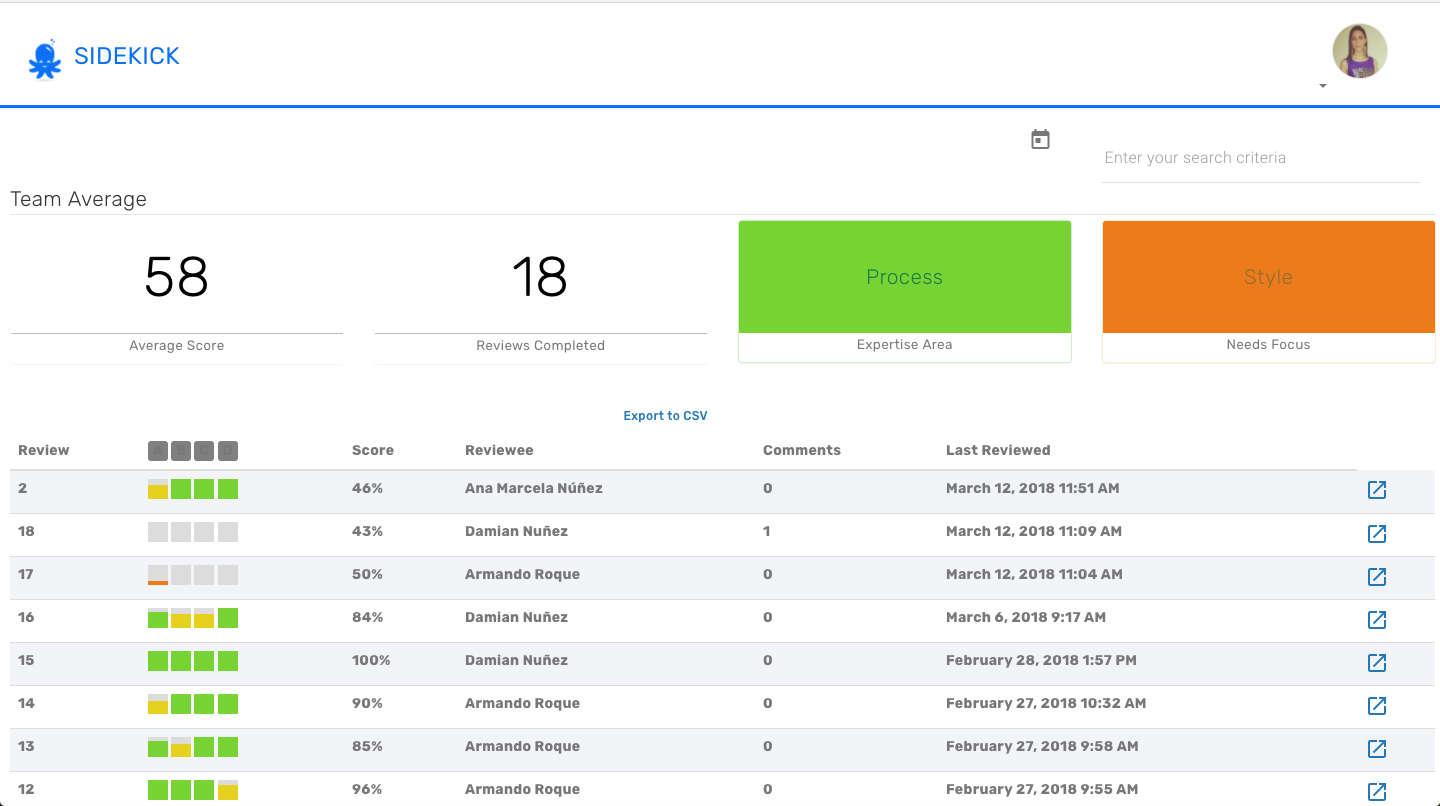 SIDEKICK
Enter your search criteria
Team Average
58
Average Score
18
Reviews Completed
Process
Expertise Area
Style
Needs Focus
Export to CSV
Review A B C D Score Reviewee Comments Last Reviewed
2 46% Ana Marcela Núñez 0 March 12, 2018 11:51 AM
18 43% Damian Nuñez 1 March 12, 2018 11:09 AM
17 50% Armando Roque 0 March 12, 2018 11:04 AM
16 84% Damian Nuñez 0 March 6, 2018 9:17 AM
15 100% Damian Nuñez 0 February 28, 2018 1:57 PM
14 90% Armando Roque 0 February 27, 2018 10:32 AM
13 85% Armando Roque 0 February 27, 2018 9:58 AM
12 96% Armando Roque 0 February 27, 2018 9:55 AM